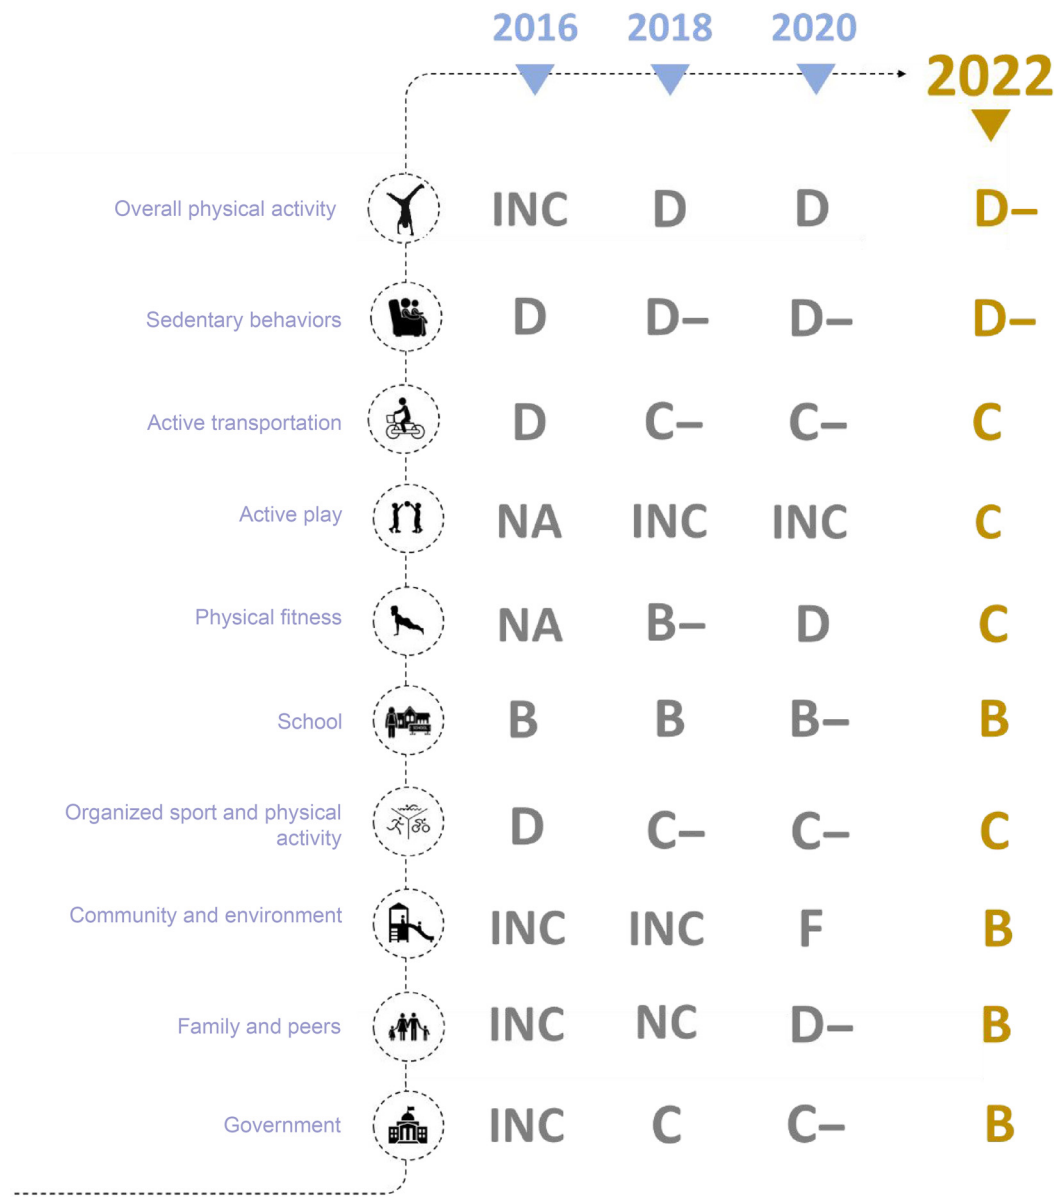 2016 2018 2020
2022
Overall physical activity INC D D D–
Sedentary behaviors D D– D– D–
Active transportation D C– C– C
Active play NA INC INC C
Physical fitness NA B– D C
School B B B– B
Organized sport and physical
activity D C– C– C
Community and environment INC INC F B
Family and peers INC NC D– B
Government INC C C– B